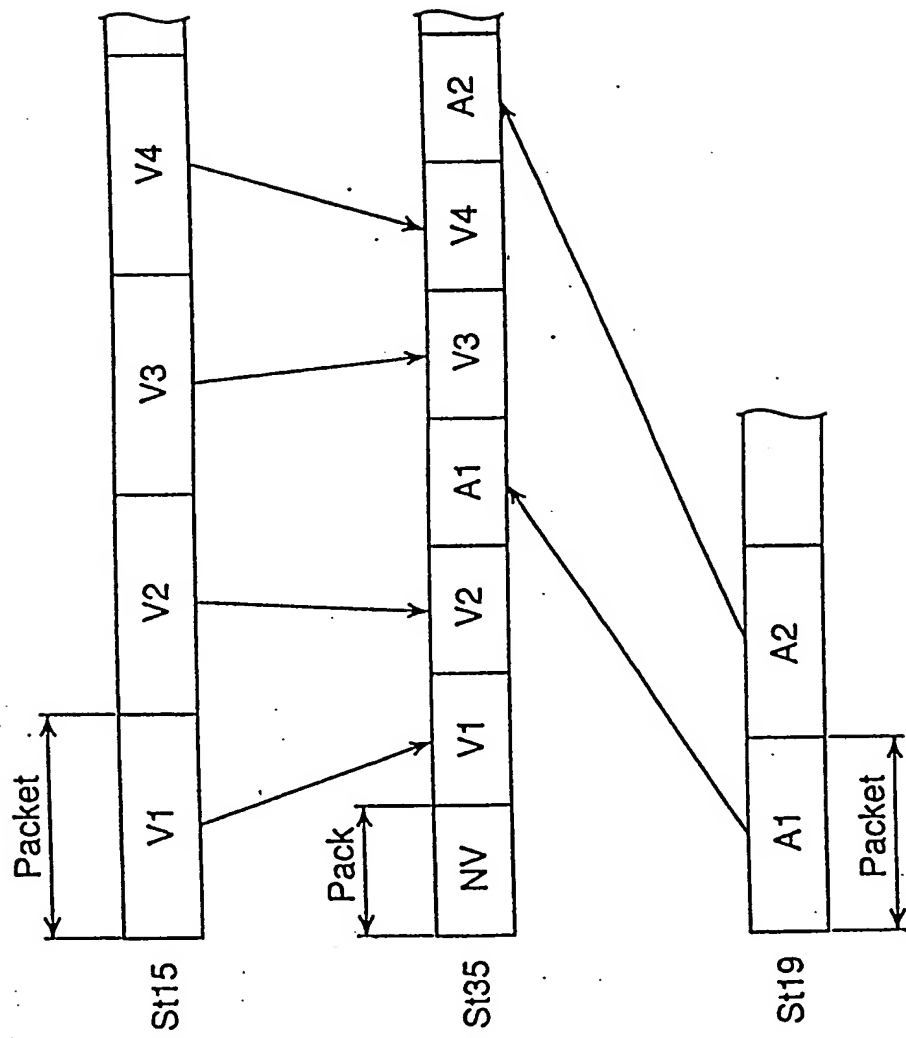 Packet
St15 V1 V2 V3 V4
Pack
St35 NV V1 V2 A1 V3 V4 A2
St19 A1 A2
Packet